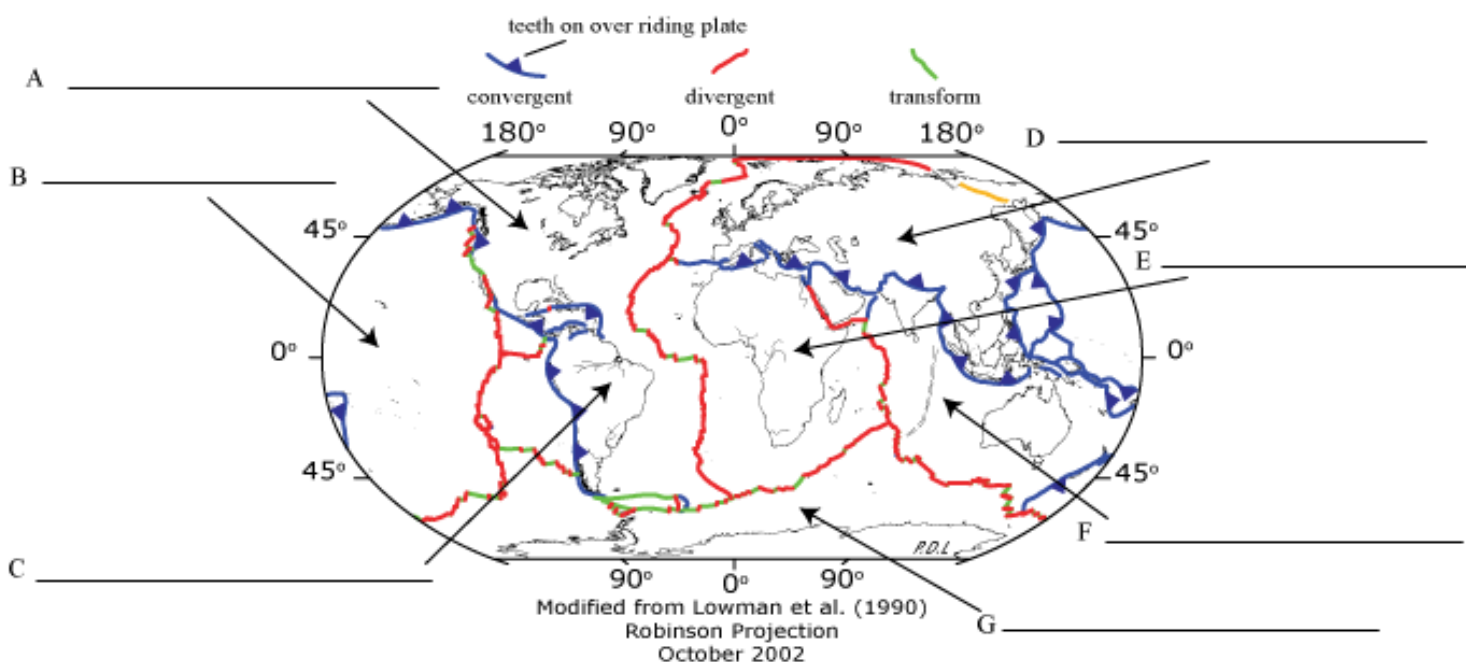 teeth on over riding plate
A
convergent divergent transform
180° 90° 0° 90° 180°
D
B
45° 45°
E
0° 0°
45° 45°
F
C
P.D.L
90° 0° 90°
Modified from Lowman et al. (1990)
G
Robinson Projection
October 2002